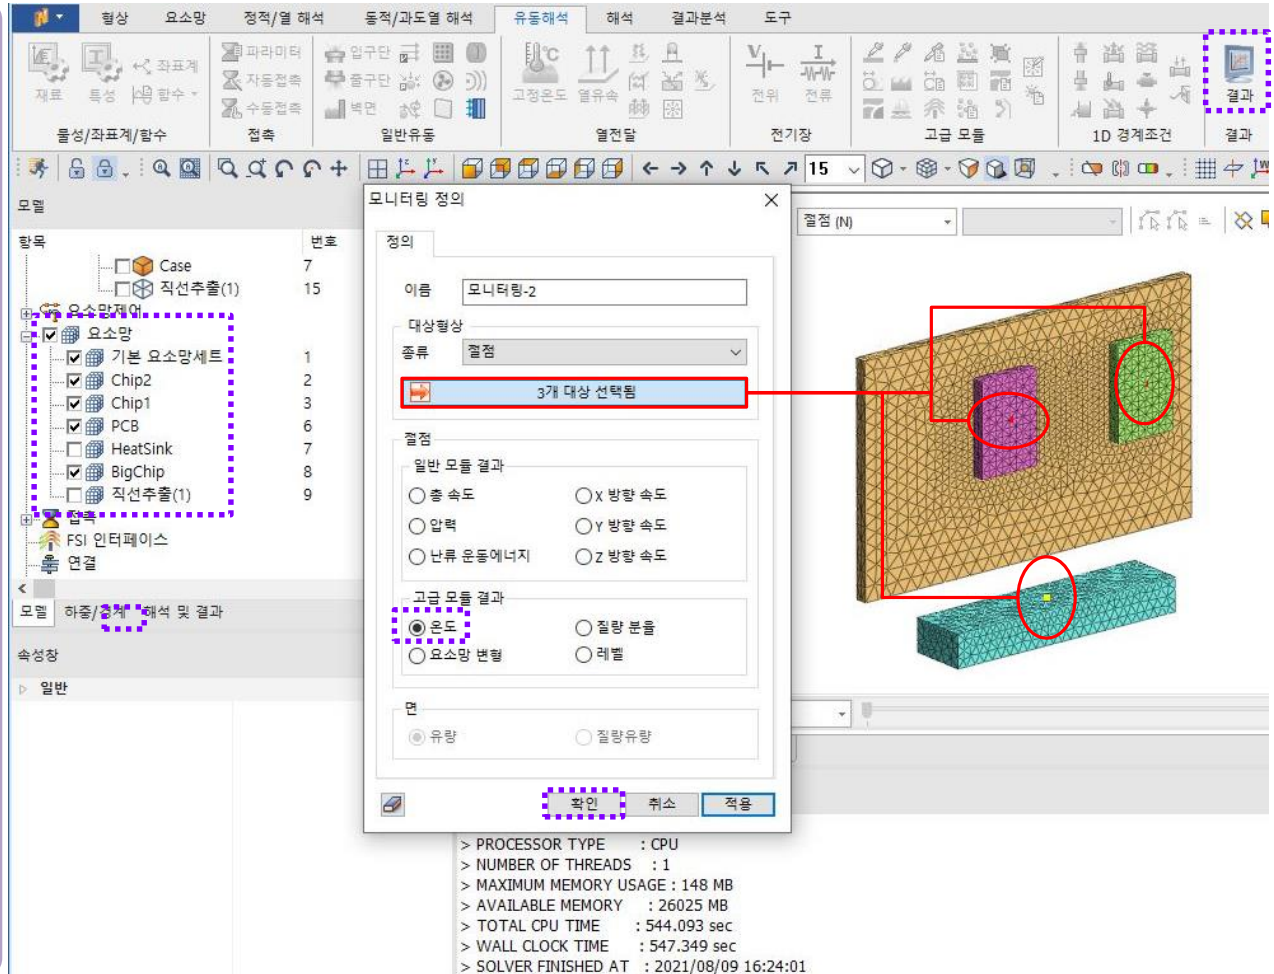 형상 요소망 정적/열 해석 동적/과도열 해석 유동해석 해석 결과분석 도구
재료 특성 좌표계 함수
파라미터 자동접촉 수동접촉
입구단 출구단 벽면
고정온도 열유속
전위 전류
결과
물성/좌표계/함수 접촉 일반유동 열전달 전기장 고급 모듈 1D 경계조건 결과
15
모델
항목 번호
Case 7
직선추출(1) 15
요소망제어
요소망
기본 요소망세트 1
Chip2 2
Chip1 3
PCB 6
HeatSink 7
BigChip 8
직선추출(1) 9
접촉
FSI 인터페이스
연결
모델 하중/경계 해석 및 결과
속성창
일반
모니터링 정의
정의
이름 모니터링-2
대상형상
종류 절점
3개 대상 선택됨
절점
일반 모듈 결과
총 속도 X 방향 속도
압력 Y 방향 속도
난류 운동에너지 Z 방향 속도
고급 모듈 결과
온도 질량 분율
요소망 변형 레벨
면
유량 질량유량
확인 취소 적용
절점 (N)
> PROCESSOR TYPE : CPU
> NUMBER OF THREADS : 1
> MAXIMUM MEMORY USAGE : 148 MB
> AVAILABLE MEMORY : 26025 MB
> TOTAL CPU TIME : 544.093 sec
> WALL CLOCK TIME : 547.349 sec
> SOLVER FINISHED AT : 2021/08/09 16:24:01